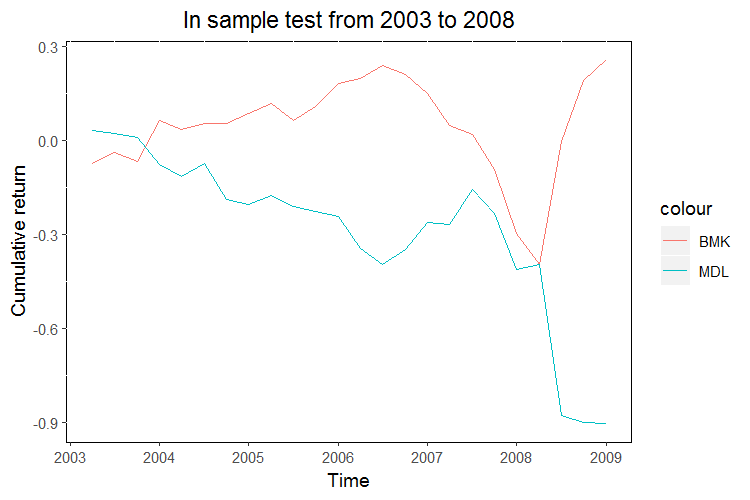 In sample test from 2003 to 2008
0.3
0.0
-0.3
-0.6
-0.9
Cumulative return
2003 2004 2005 2006 2007 2008 2009
Time
colour
BMK
MDL